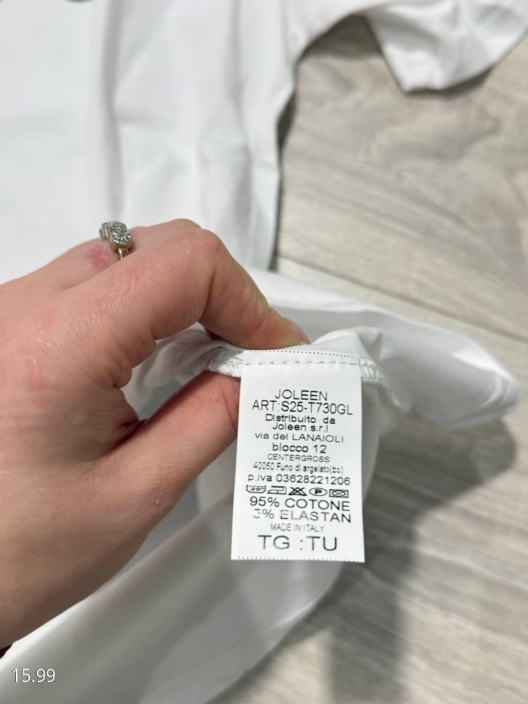 JOLEEN
ART:S25-T730GL
Distribuito da
Joleen s.r.l
via dei LANAIOLI
blocco 12
CENTERGROSS
40050 Funo di argelato(bo)
p.iva 03628221206
95% COTONE
5% ELASTAN
MADE IN ITALY
TG :TU
15.99